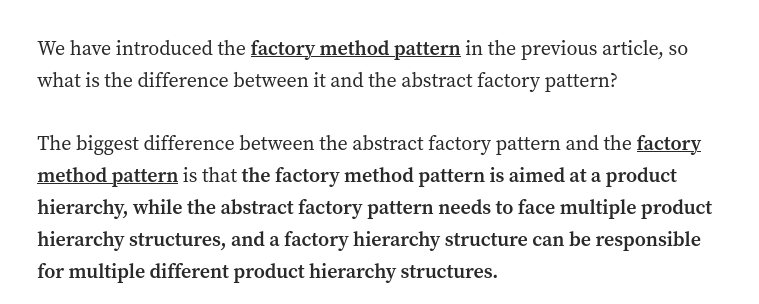 We have introduced the factory method pattern in the previous article, so
what is the difference between it and the abstract factory pattern?
The biggest difference between the abstract factory pattern and the factory
method pattern is that the factory method pattern is aimed at a product
hierarchy, while the abstract factory pattern needs to face multiple product
hierarchy structures, and a factory hierarchy structure can be responsible
for multiple different product hierarchy structures.